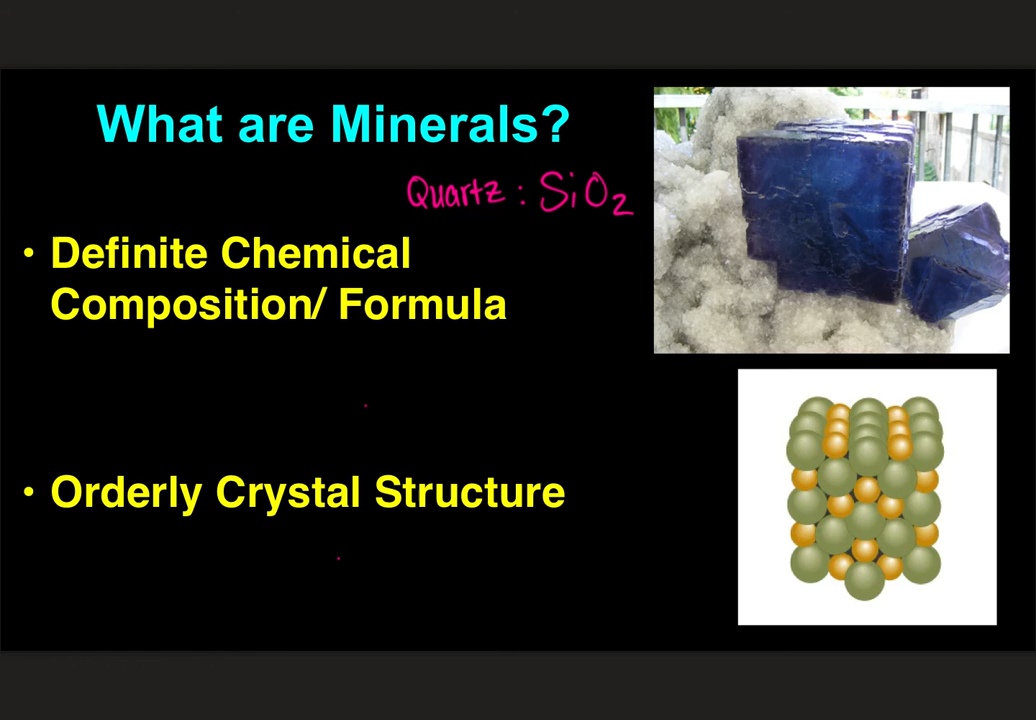 What are Minerals?
Quartz : SiO₂
• Definite Chemical
Composition/ Formula
• Orderly Crystal Structure